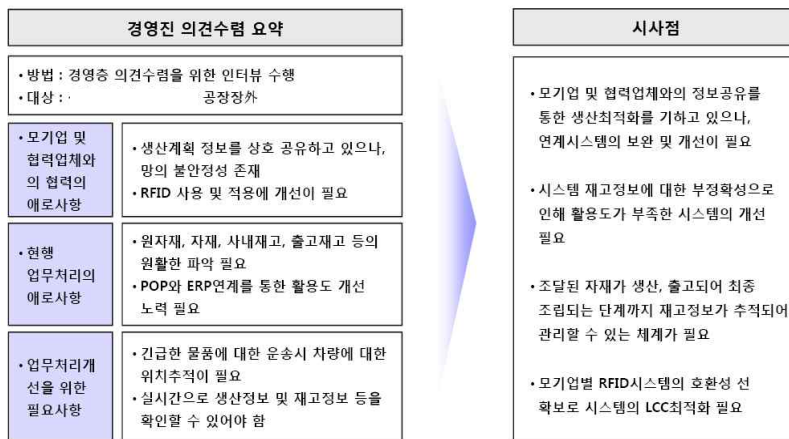 경영진 의견수렴 요약
• 방법 : 경영층 의견수렴을 위한 인터뷰 수행
• 대상 : · 공장장外
• 모기업 및
협력업체와
의 협력의
애로사항
• 생산계획 정보를 상호 공유하고 있으나,
망의 불안정성 존재
• RFID 사용 및 적용에 개선이 필요
• 현행
업무처리의
애로사항
• 원자재, 자재, 사내재고, 출고재고 등의
원활한 파악 필요
• POP와 ERP연계를 통한 활용도 개선
노력 필요
• 업무처리개
선을 위한
필요사항
• 긴급한 물품에 대한 운송시 차량에 대한
위치추적이 필요
• 실시간으로 생산정보 및 재고정보 등을
확인할 수 있어야 함
시사점
• 모기업 및 협력업체와의 정보공유를
통한 생산최적화를 기하고 있으나,
연계시스템의 보완 및 개선이 필요
• 시스템 재고정보에 대한 부정확성으로
인해 활용도가 부족한 시스템의 개선
필요
• 조달된 자재가 생산, 출고되어 최종
조립되는 단계까지 재고정보가 추적되어
관리할 수 있는 체계가 필요
• 모기업별 RFID시스템의 호환성 선
확보로 시스템의 LCC최적화 필요